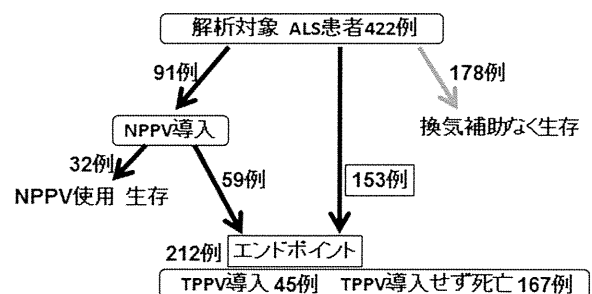 解析対象 ALS患者422例
91例
178例
NPPV導入
換気補助なく生存
32例
59例
153例
NPPV使用 生存
212例 エンドポイント
TPPV導入 45例 TPPV導入せず死亡 167例